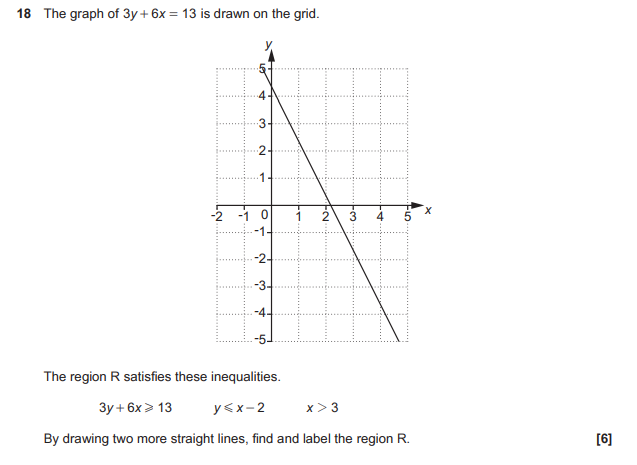 18 The graph of 3y + 6x = 13 is drawn on the grid.
y
5
4
3
2
1
-2 -1 0 1 2 3 4 5 x
-1
-2
-3
-4
-5
The region R satisfies these inequalities.
3y + 6x ⩾ 13 y ⩽ x – 2 x > 3
By drawing two more straight lines, find and label the region R. [6]